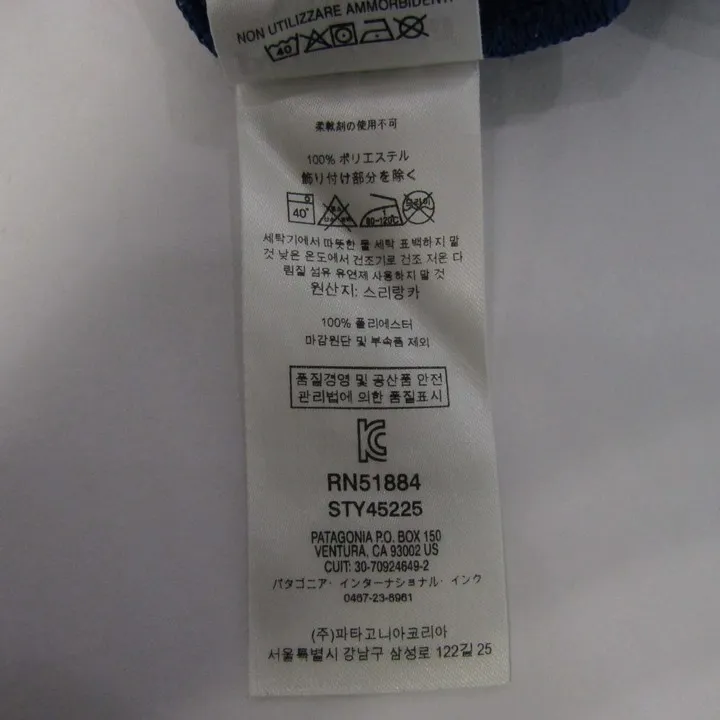 NON UTILIZZARE AMMORBIDENTI
40
柔軟剤の使用不可
100% ポリエステル
飾り付け部分を除く
40° 80-120℃
세탁기에서 따뜻한 물 세탁 표백하지 말
것 낮은 온도에서 건조기로 건조 저온 다
림질 섬유 유연제 사용하지 말 것
원산지: 스리랑카
100% 폴리에스터
마감원단 및 부속품 제외
품질경영 및 공산품 안전
관리법에 의한 품질표시
RN51884
STY45225
PATAGONIA P.O. BOX 150
VENTURA, CA 93002 US
CUIT: 30-70924649-2
パタゴニア・インターナショナル・インク
0467-23-8961
(주)파타고니아코리아
서울특별시 강남구 삼성로 122길 25